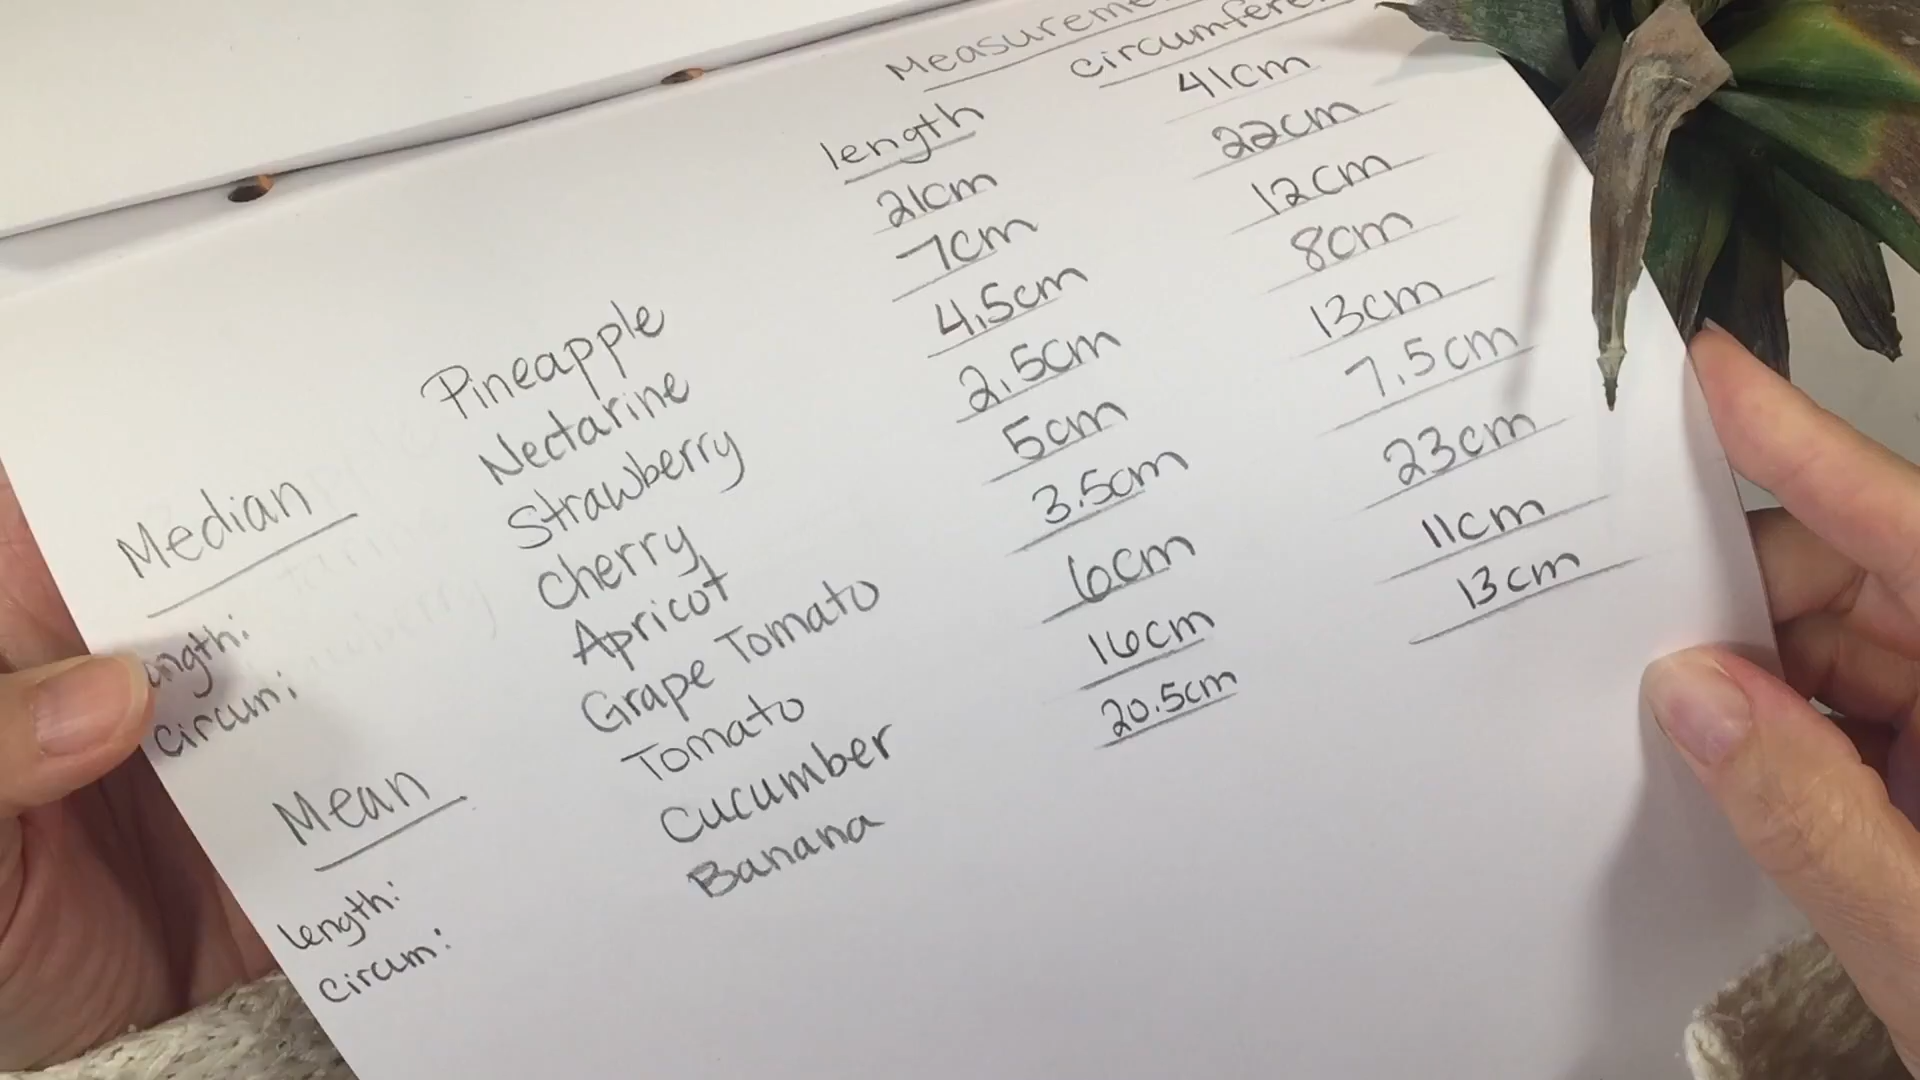 Measureme
length circumfere
Pineapple 21cm 41cm
Nectarine 7cm 22cm
Strawberry 4.5cm 12cm
Cherry 2.5cm 8cm
Apricot 5cm 13cm
Grape Tomato 3.5cm 7.5cm
Tomato 6cm 23cm
Cucumber 16cm 11cm
Banana 20.5cm 13cm
Median
ength:
Circum:
Mean
length:
Circum: